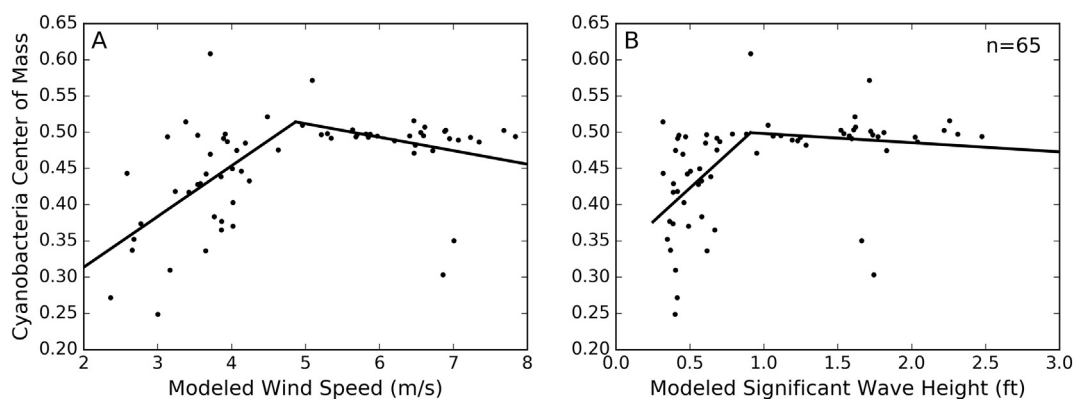 A
B
n=65
Cyanobacteria Center of Mass
0.65
0.60
0.55
0.50
0.45
0.40
0.35
0.30
0.25
0.20
2 3 4 5 6 7 8
Modeled Wind Speed (m/s)
0.65
0.60
0.55
0.50
0.45
0.40
0.35
0.30
0.25
0.20
0.0 0.5 1.0 1.5 2.0 2.5 3.0
Modeled Significant Wave Height (ft)